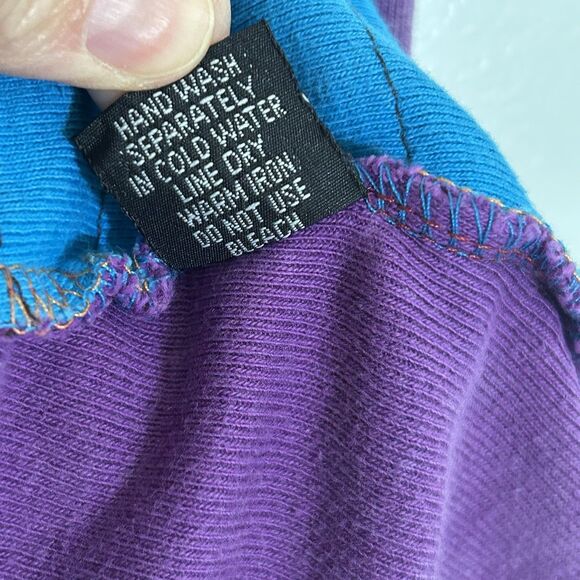 HAND WASH
SEPARATELY
IN COLD WATER
LINE DRY
WARM IRON
DO NOT USE
BLEACH